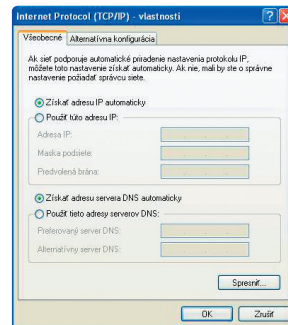 Internet Protocol (TCP/IP) - vlastnosti
Všeobecné
Alternatívna konfigurácia
Ak sieť podporuje automatické priradenie nastavenia protokolu IP,
môžete toto nastavenie získať automaticky. Ak nie, mali by ste o správne
nastavenie požiadať správcu siete.
Získať adresu IP automaticky
Použiť túto adresu IP:
Adresa IP:
Maska podsiete:
Predvolená brána:
Získať adresu servera DNS automaticky
Použiť tieto adresy serverov DNS:
Preferovaný server DNS:
Alternatívny server DNS:
Spresniť...
OK
Zrušiť